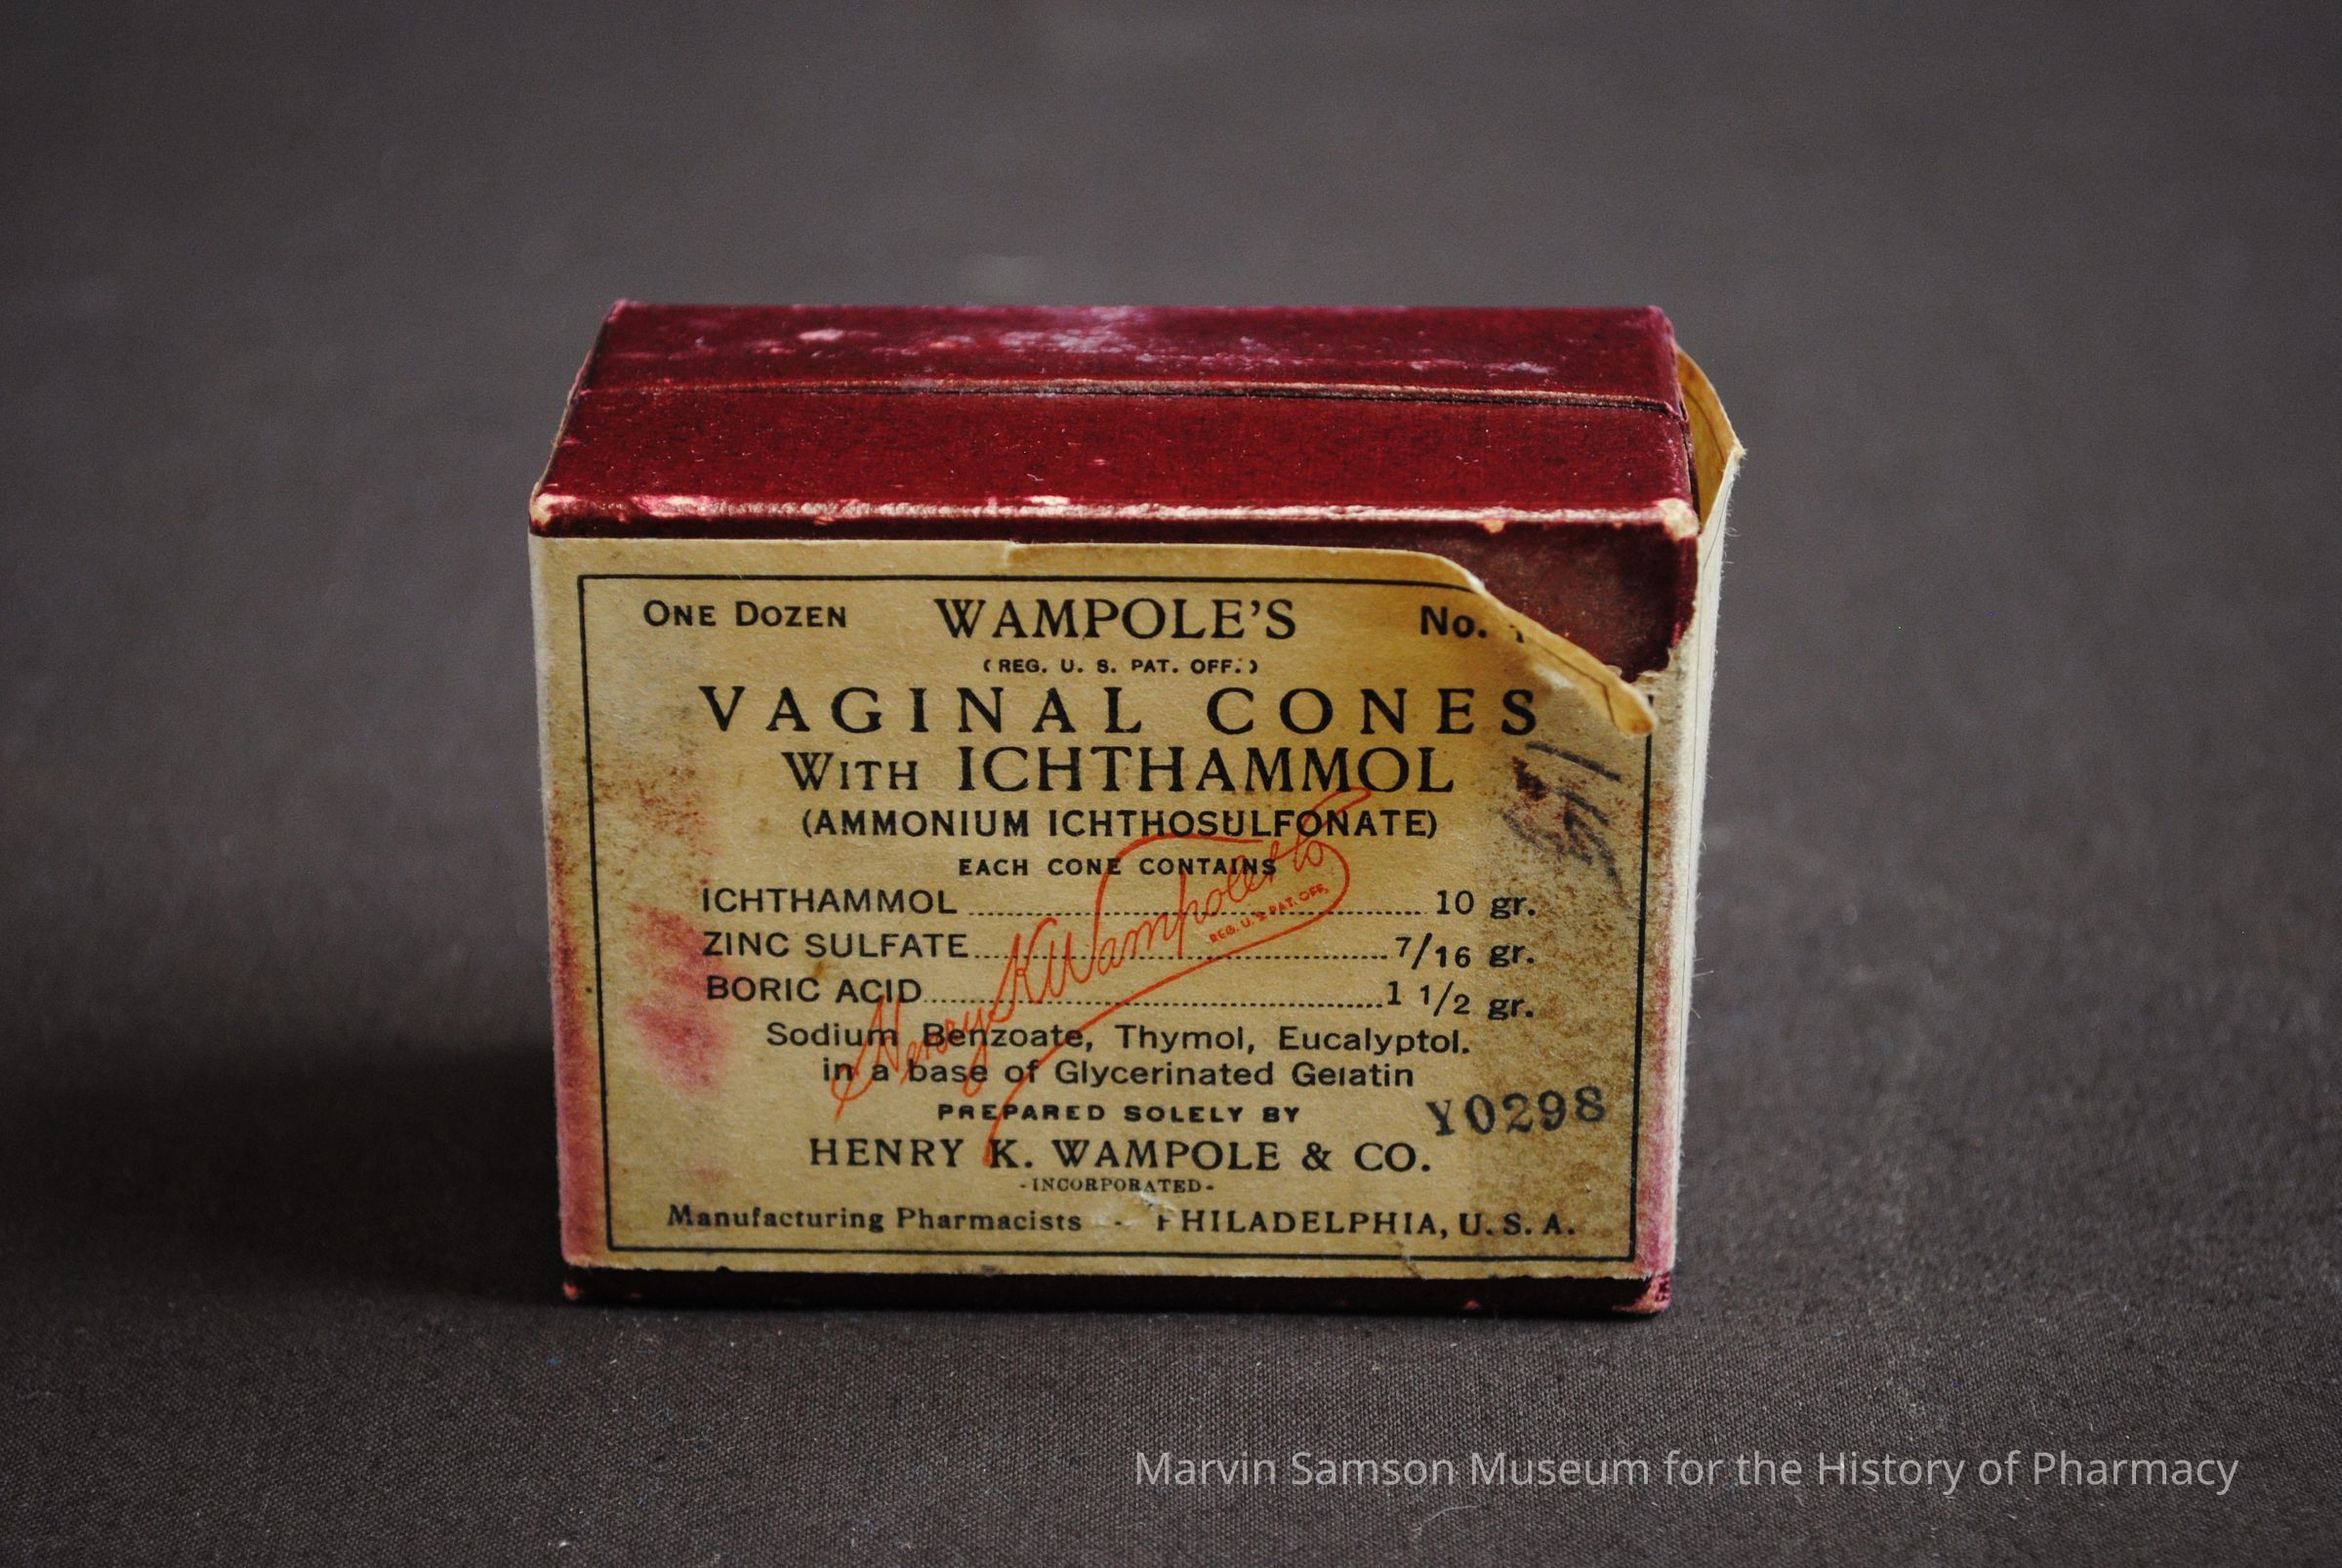 ONE DOZEN WAMPOLE'S No.
(REG. U. S. PAT. OFF.)
VAGINAL CONES
WITH ICHTHAMMOL
(AMMONIUM ICHTHOSULFONATE)
EACH CONE CONTAINS
ICHTHAMMOL ........ 10 gr.
ZINC SULFATE ........ 7/16 gr.
BORIC ACID ........ 1 1/2 gr.
Sodium Benzoate, Thymol, Eucalyptol.
in a base of Glycerinated Gelatin
Henry K Wampole & Co
REG. U. S. PAT. OFF.
PREPARED SOLELY BY
Y0298
HENRY K. WAMPOLE & CO.
-INCORPORATED-
Manufacturing Pharmacists - PHILADELPHIA, U. S. A.
Marvin Samson Museum for the History of Pharmacy